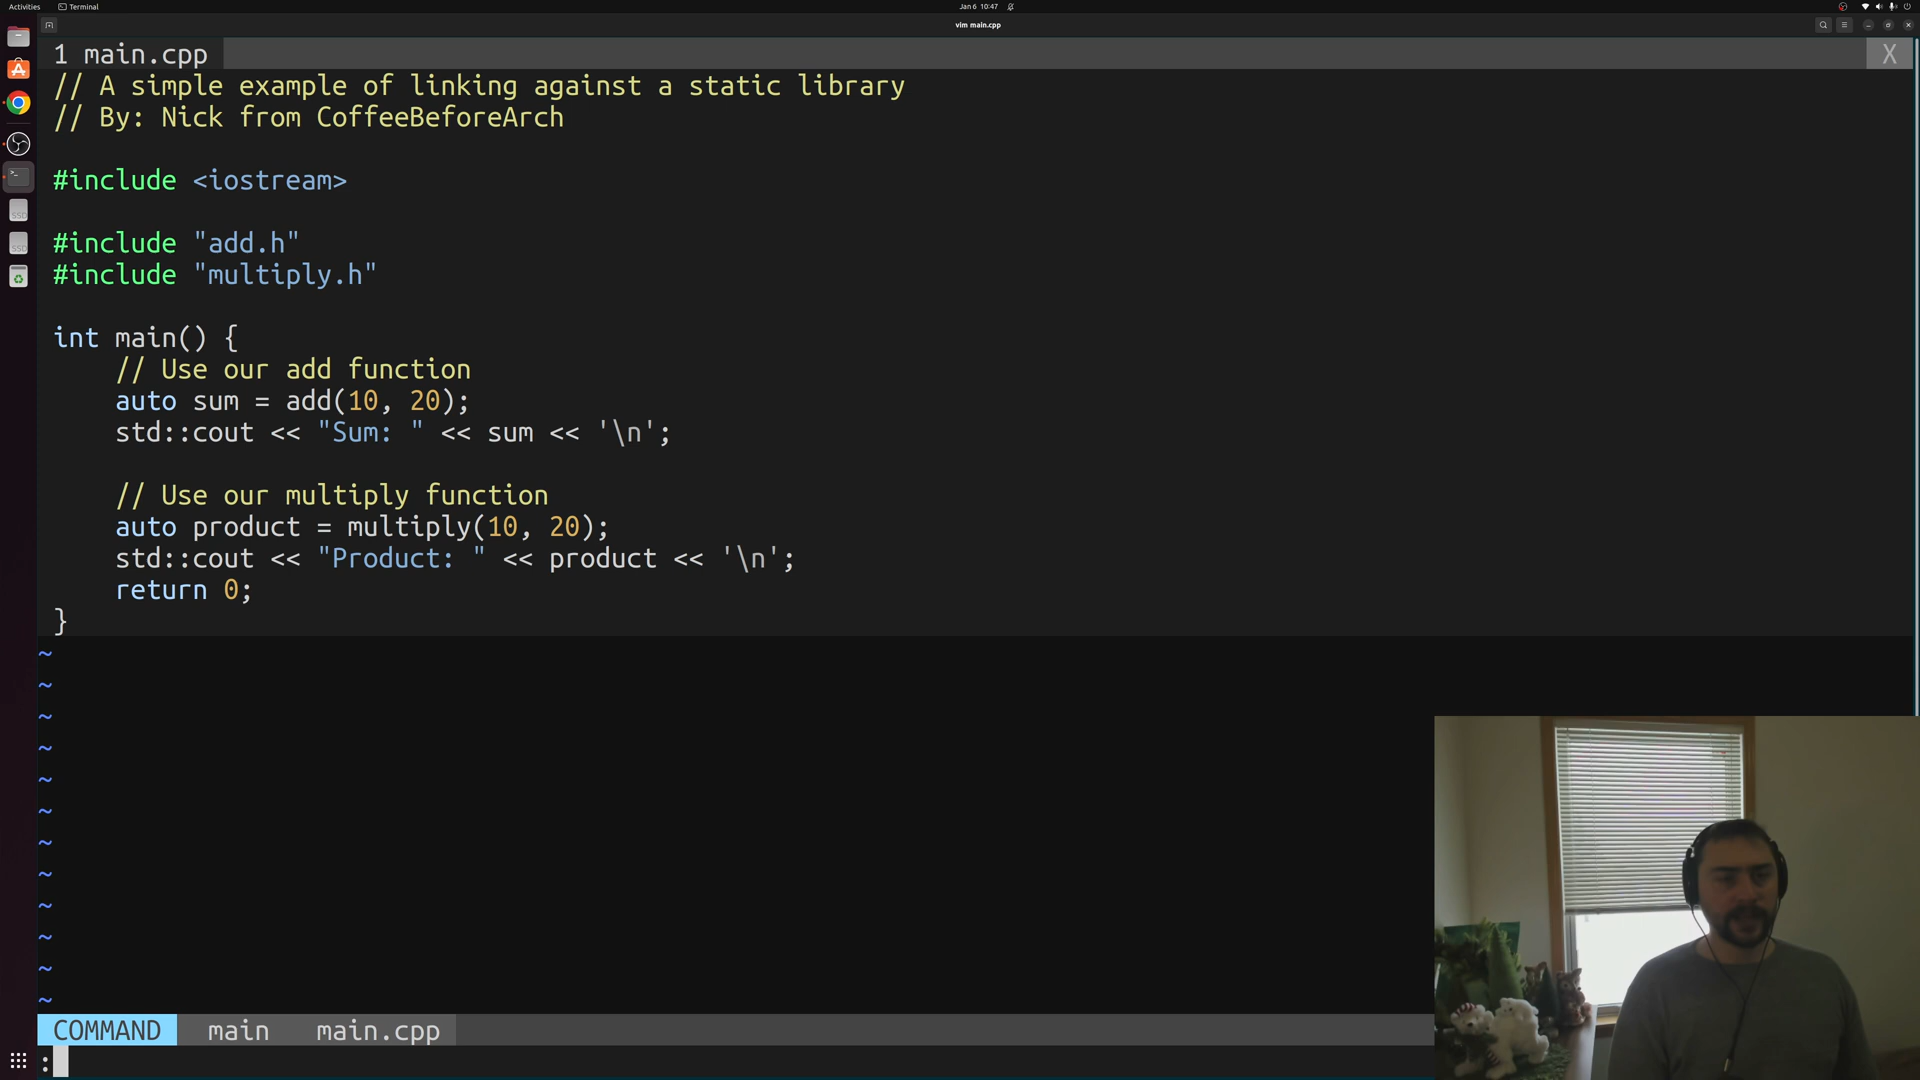 Activities
Terminal
Jan 6 10:47
vim main.cpp
1 main.cpp
X
// A simple example of linking against a static library
// By: Nick from CoffeeBeforeArch
#include <iostream>
#include "add.h"
#include "multiply.h"
int main() {
// Use our add function
auto sum = add(10, 20);
std::cout << "Sum: " << sum << '\n';
// Use our multiply function
auto product = multiply(10, 20);
std::cout << "Product: " << product << '\n';
return 0;
}
~
~
~
~
~
~
~
~
~
~
~
~
COMMAND main main.cpp
: